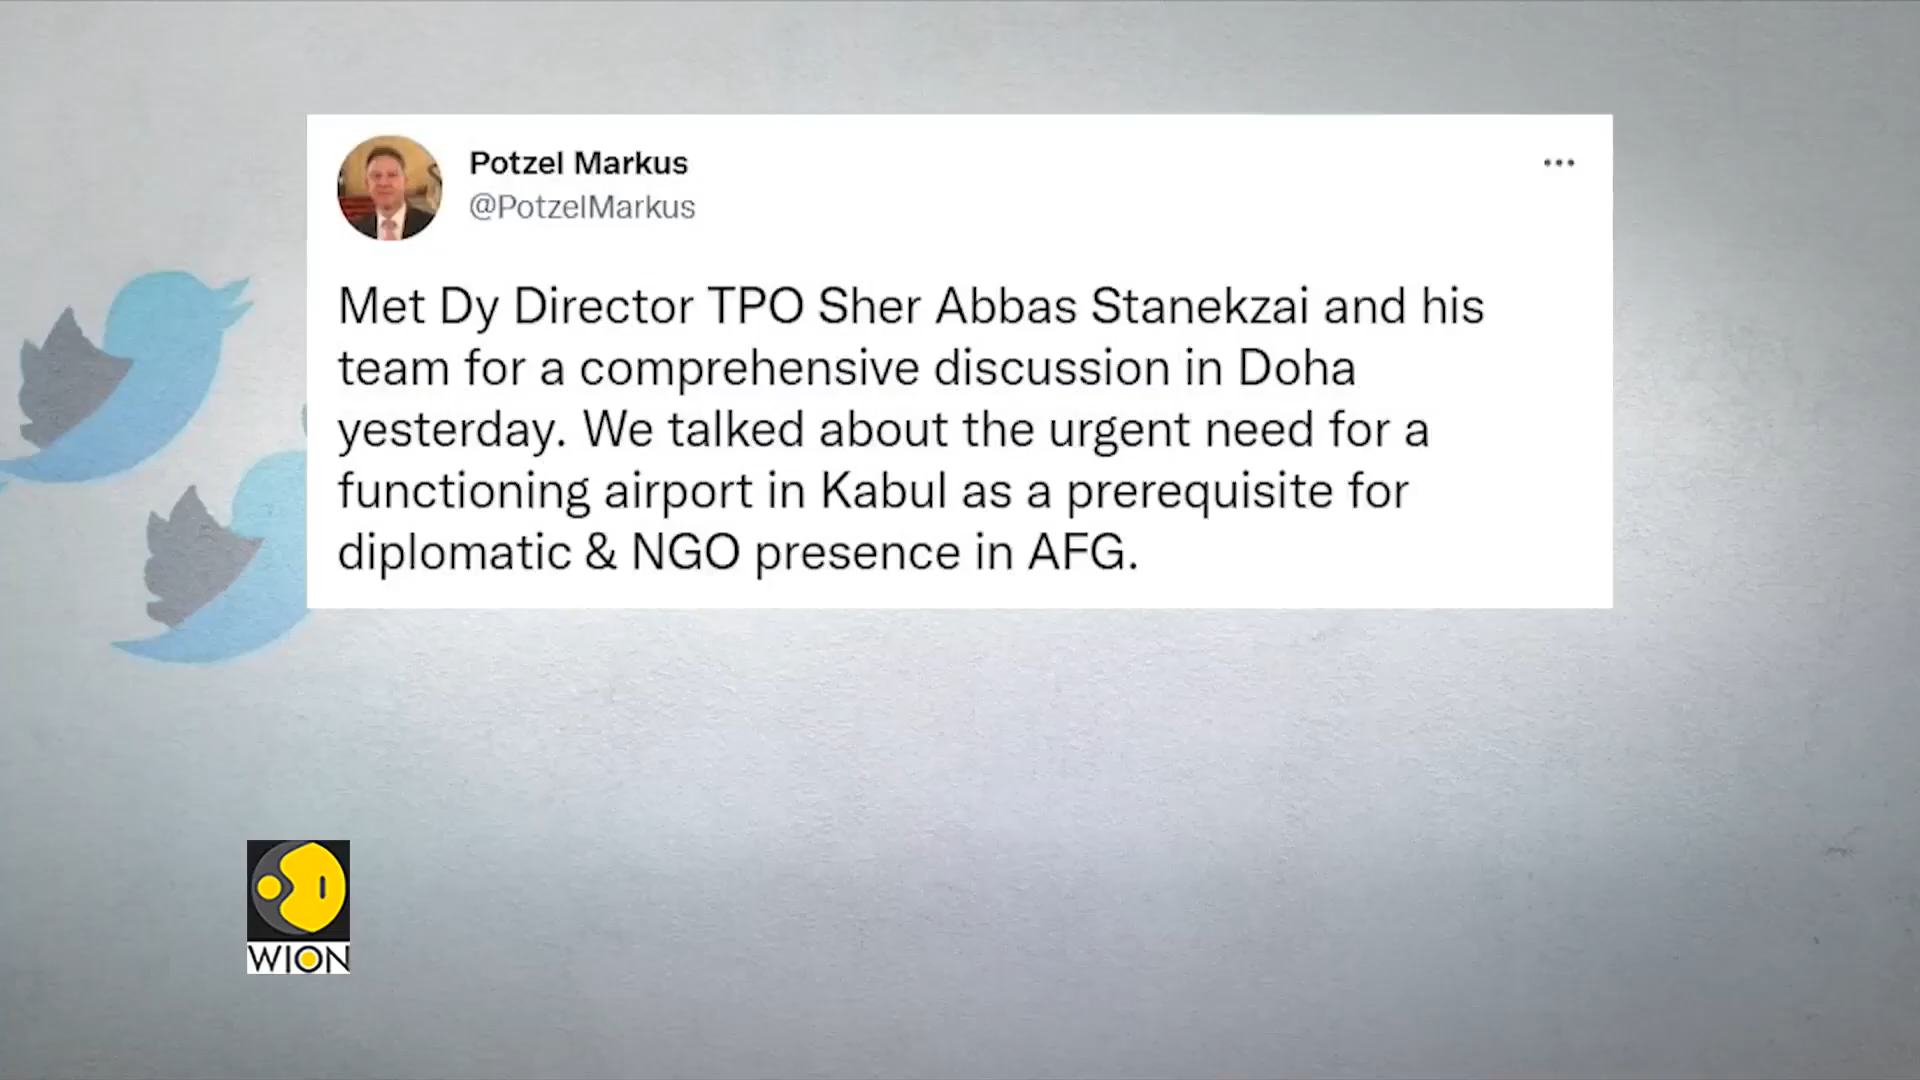 Potzel Markus
@PotzelMarkus
Met Dy Director TPO Sher Abbas Stanekzai and his
team for a comprehensive discussion in Doha
yesterday. We talked about the urgent need for a
functioning airport in Kabul as a prerequisite for
diplomatic & NGO presence in AFG.
WION